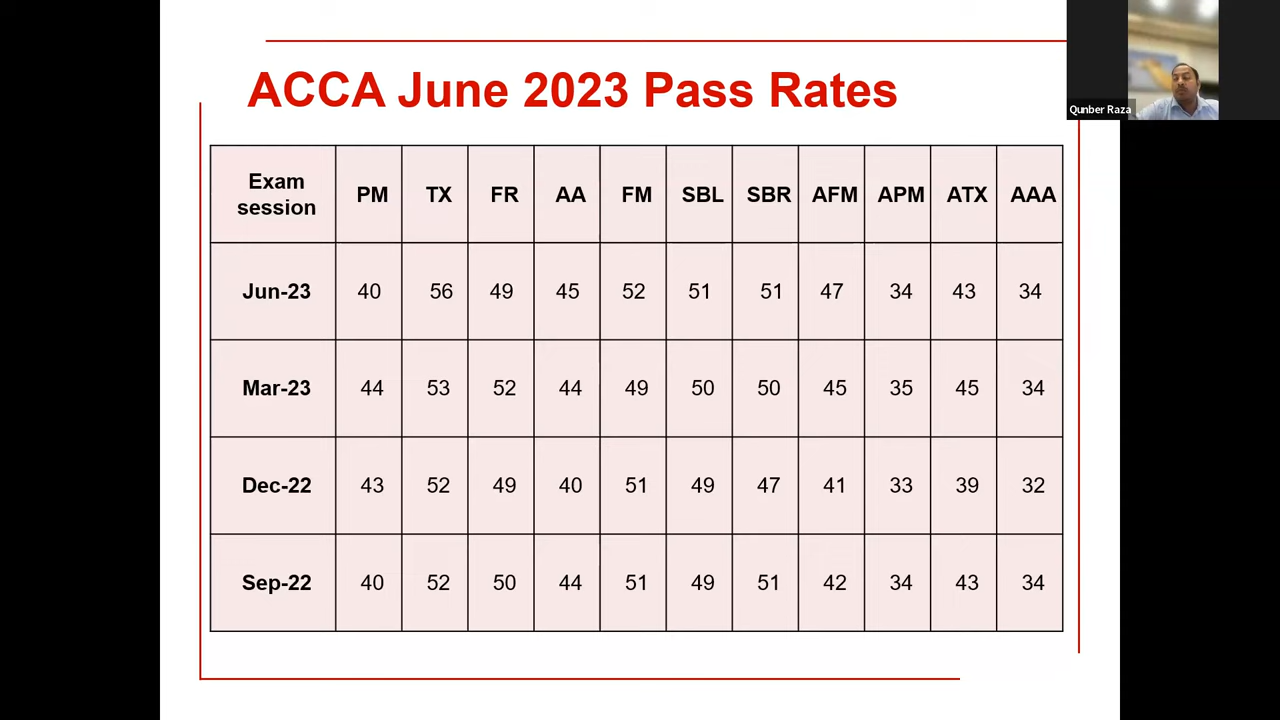 ACCA June 2023 Pass Rates
Qunber Raza
Exam session PM TX FR AA FM SBL SBR AFM APM ATX AAA
Jun-23 40 56 49 45 52 51 51 47 34 43 34
Mar-23 44 53 52 44 49 50 50 45 35 45 34
Dec-22 43 52 49 40 51 49 47 41 33 39 32
Sep-22 40 52 50 44 51 49 51 42 34 43 34